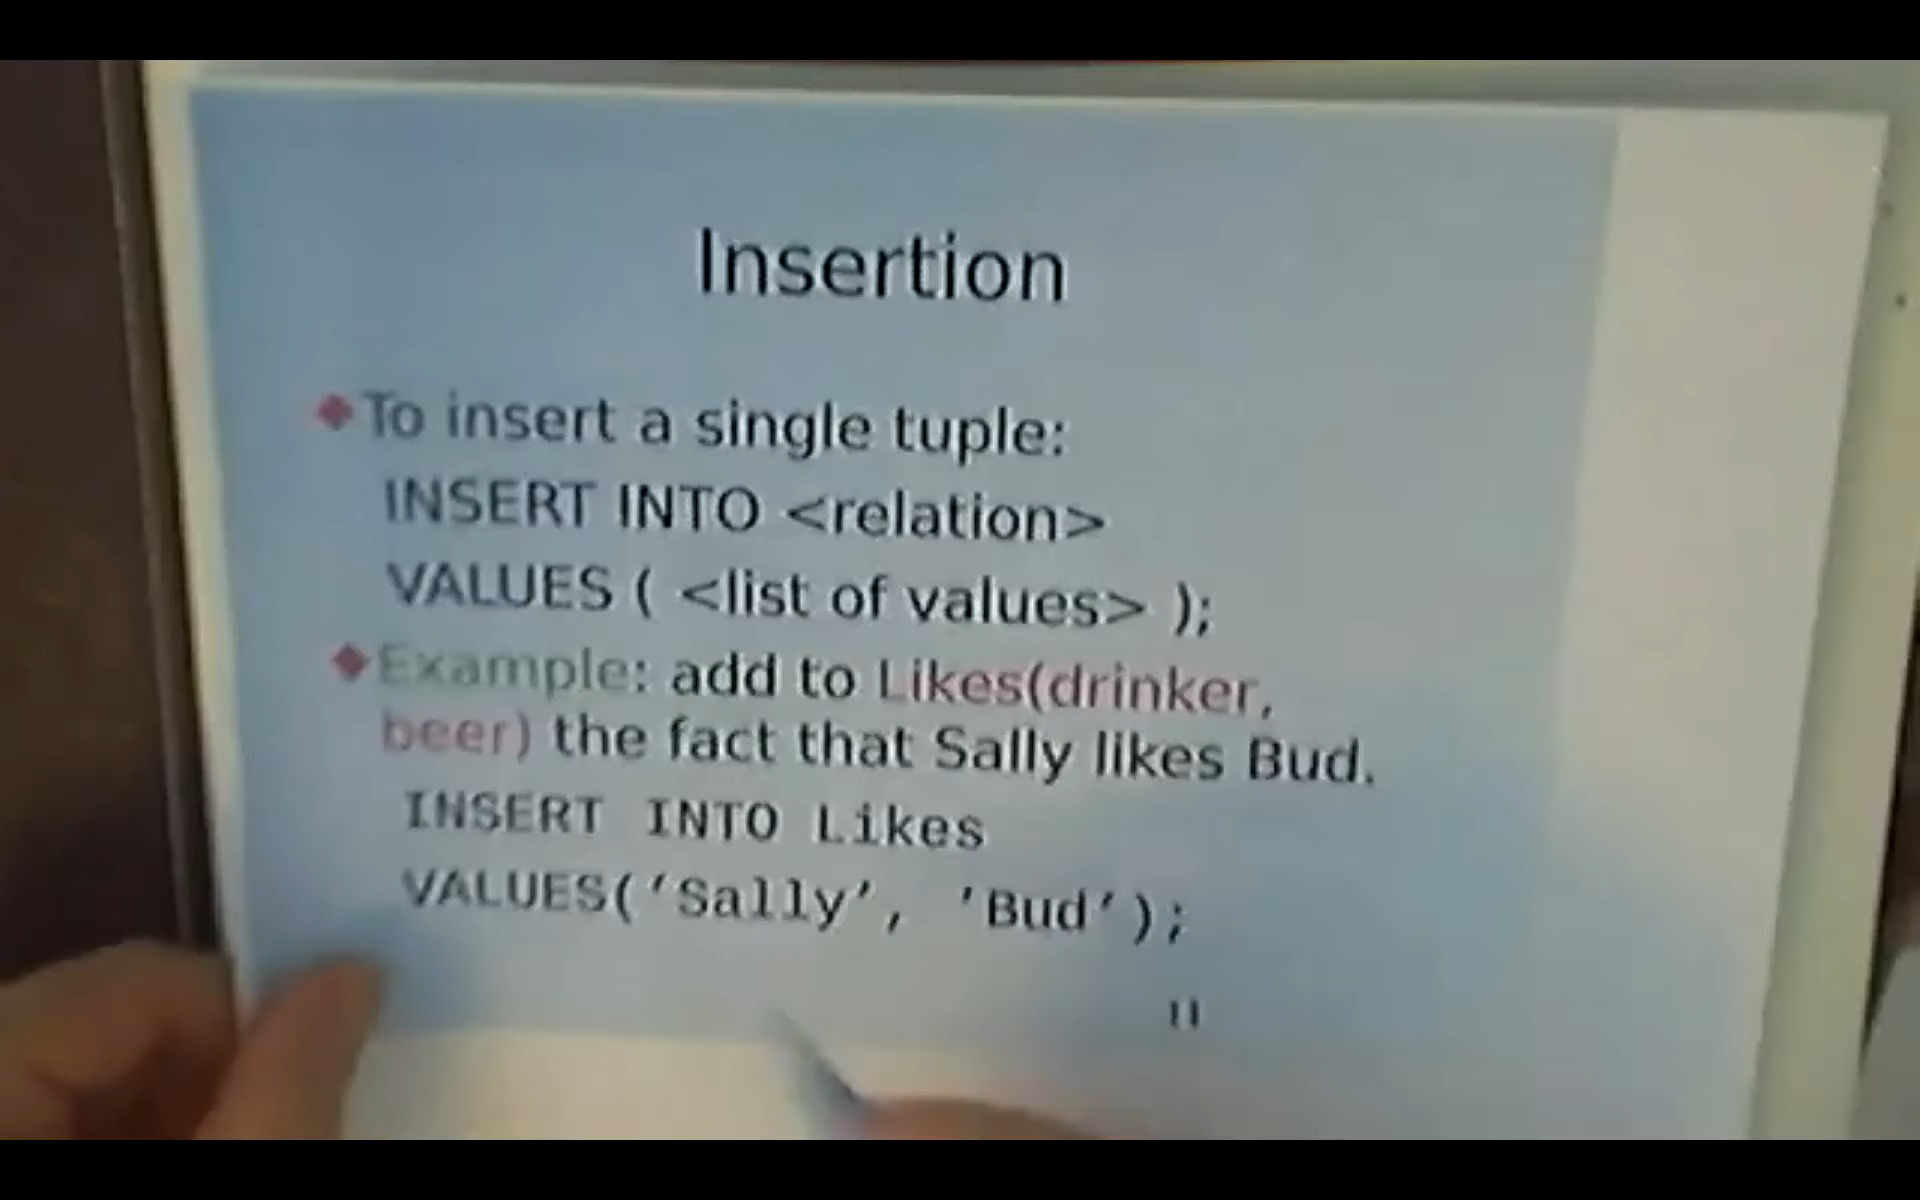 Insertion
To insert a single tuple:
INSERT INTO <relation>
VALUES ( <list of values> );
Example: add to Likes(drinker,
beer) the fact that Sally likes Bud.
INSERT INTO Likes
VALUES(’Sally’, ’Bud’);
11